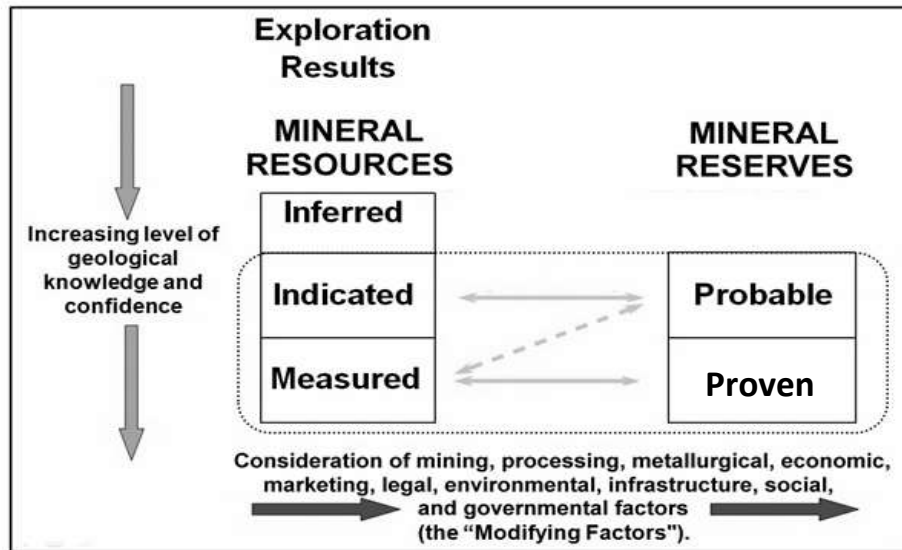 Exploration
Results
MINERAL
RESOURCES
MINERAL
RESERVES
Inferred
Increasing level of
geological
knowledge and
confidence
Indicated
Probable
Measured
Proven
Consideration of mining, processing, metallurgical, economic,
marketing, legal, environmental, infrastructure, social,
and governmental factors
(the “Modifying Factors").